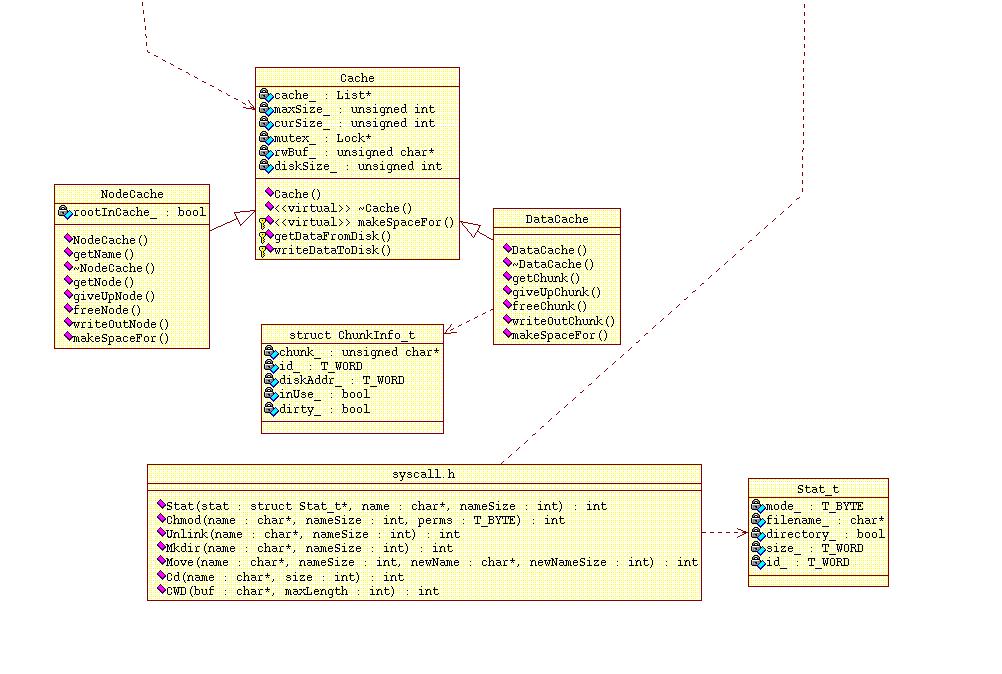 Cache
cache_ : List*
maxSize_ : unsigned int
curSize_ : unsigned int
mutex_ : Lock*
rwBuf_ : unsigned char*
diskSize_ : unsigned int
Cache()
<<virtual>> ~Cache()
<<virtual>> makeSpaceFor()
getDataFromDisk()
writeDataToDisk()
NodeCache
rootInCache_ : bool
NodeCache()
getName()
~NodeCache()
getNode()
giveUpNode()
freeNode()
writeOutNode()
makeSpaceFor()
DataCache
DataCache()
~DataCache()
getChunk()
giveUpChunk()
freeChunk()
writeOutChunk()
makeSpaceFor()
struct ChunkInfo_t
chunk_ : unsigned char*
id_ : T_WORD
diskAddr_ : T_WORD
inUse_ : bool
dirty_ : bool
syscall.h
Stat(stat : struct Stat_t*, name : char*, nameSize : int) : int
Chmod(name : char*, nameSize : int, perms : T_BYTE) : int
Unlink(name : char*, nameSize : int) : int
Mkdir(name : char*, nameSize : int) : int
Move(name : char*, nameSize : int, newName : char*, newNameSize : int) : int
Cd(name : char*, size : int) : int
CWD(buf : char*, maxLength : int) : int
Stat_t
mode_ : T_BYTE
filename_ : char*
directory_ : bool
size_ : T_WORD
id_ : T_WORD